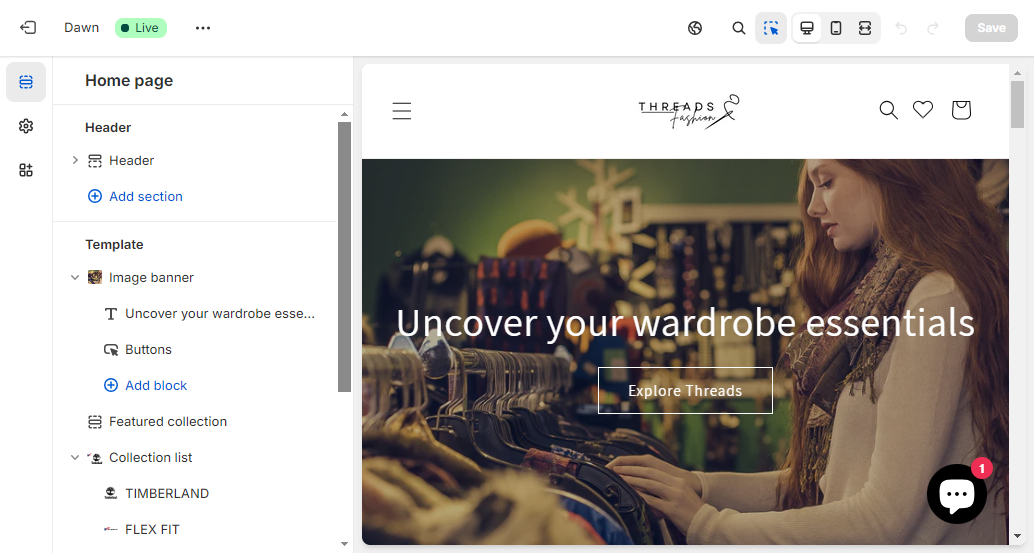 Dawn
Live
Save
Home page
Header
Header
Add section
Template
Image banner
Uncover your wardrobe esse...
Buttons
Add block
Featured collection
Collection list
TIMBERLAND
FLEX FIT
THREADS
Fashion
Uncover your wardrobe essentials
Explore Threads
1